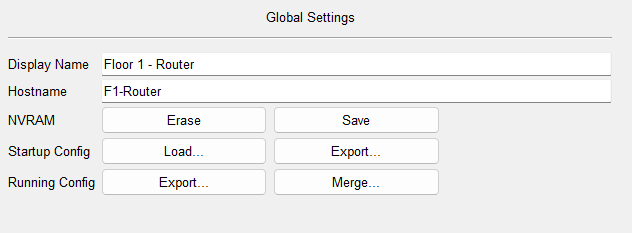 Global Settings
Display Name Floor 1 - Router
Hostname F1-Router
NVRAM Erase Save
Startup Config Load... Export...
Running Config Export... Merge...